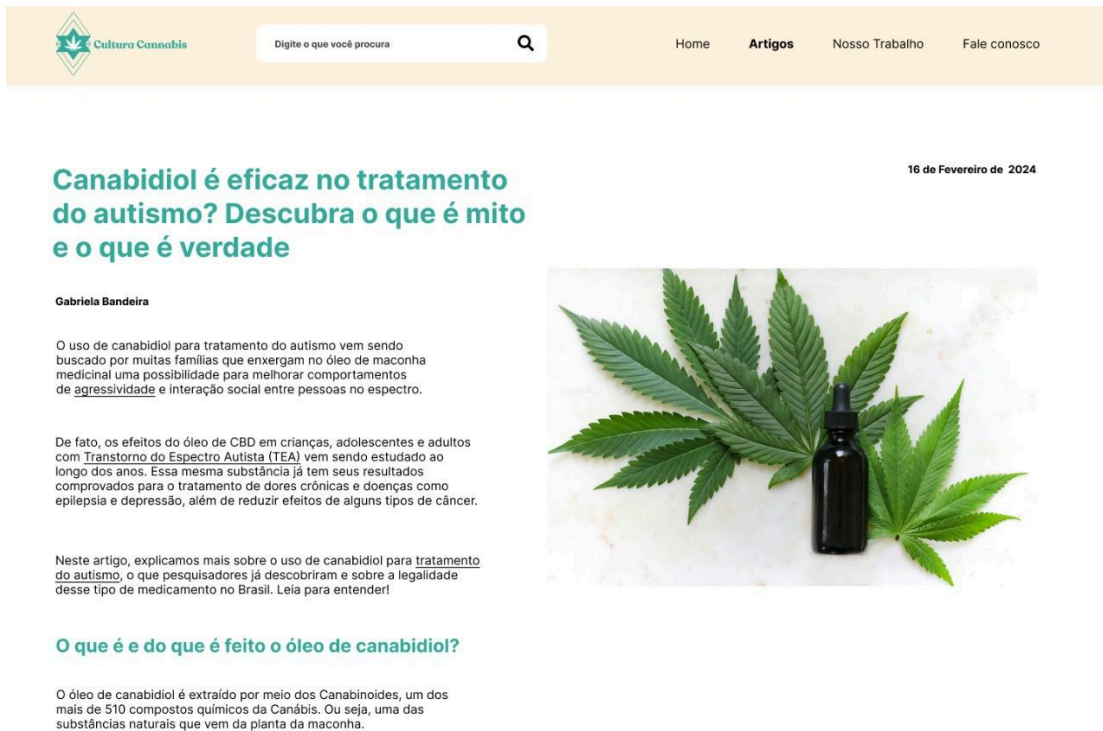 Cultura Cannabis
Digite o que você procura
Home
Artigos
Nosso Trabalho
Fale conosco
16 de Fevereiro de 2024
Canabidiol é eficaz no tratamento
do autismo? Descubra o que é mito
e o que é verdade
Gabriela Bandeira
O uso de canabidiol para tratamento do autismo vem sendo
buscado por muitas famílias que enxergam no óleo de maconha
medicinal uma possibilidade para melhorar comportamentos
de agressividade e interação social entre pessoas no espectro.
De fato, os efeitos do óleo de CBD em crianças, adolescentes e adultos
com Transtorno do Espectro Autista (TEA) vem sendo estudado ao
longo dos anos. Essa mesma substância já tem seus resultados
comprovados para o tratamento de dores crônicas e doenças como
epilepsia e depressão, além de reduzir efeitos de alguns tipos de câncer.
Neste artigo, explicamos mais sobre o uso de canabidiol para tratamento
do autismo, o que pesquisadores já descobriram e sobre a legalidade
desse tipo de medicamento no Brasil. Leia para entender!
O que é e do que é feito o óleo de canabidiol?
O óleo de canabidiol é extraído por meio dos Canabinoides, um dos
mais de 510 compostos químicos da Canábis. Ou seja, uma das
substâncias naturais que vem da planta da maconha.